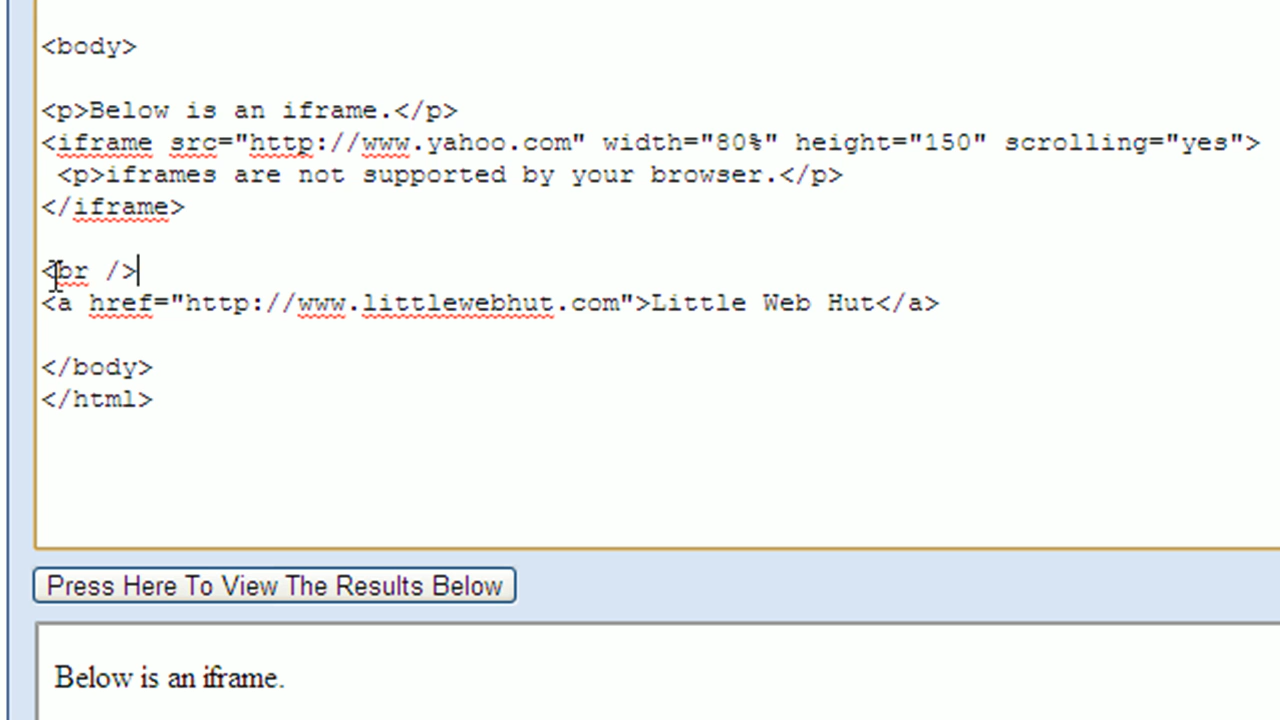 <body>
<p>Below is an iframe.</p>
<iframe src="http://www.yahoo.com" width="80%" height="150" scrolling="yes">
<p>iframes are not supported by your browser.</p>
</iframe>
<br />
<a href="http://www.littlewebhut.com">Little Web Hut</a>
</body>
</html>
Press Here To View The Results Below
Below is an iframe.